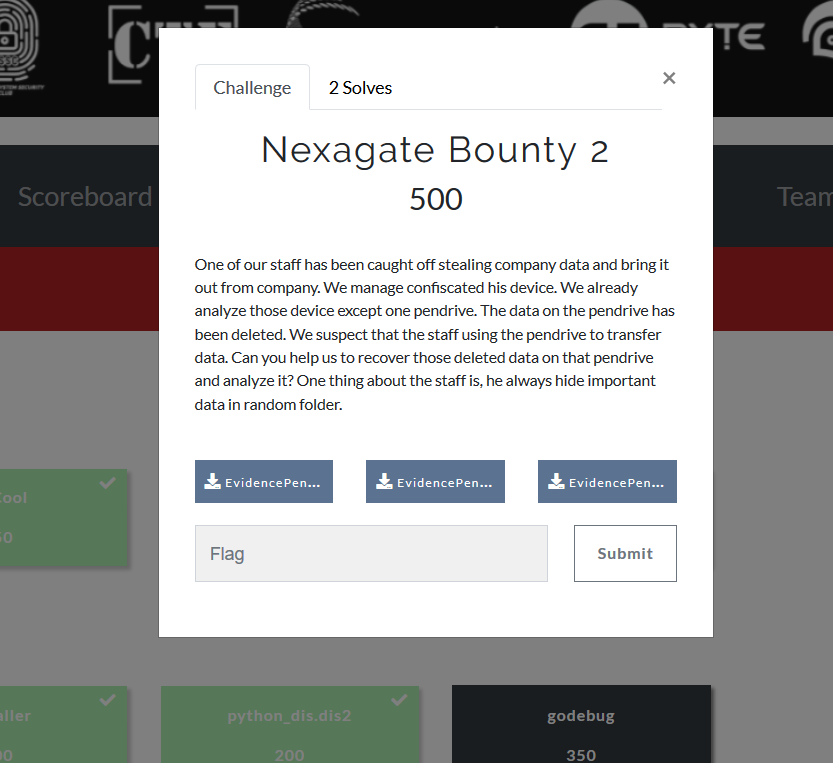 Challenge
2 Solves
×
Nexagate Bounty 2
500
Scoreboard
Team
One of our staff has been caught off stealing company data and bring it
out from company. We manage confiscated his device. We already
analyze those device except one pendrive. The data on the pendrive has
been deleted. We suspect that the staff using the pendrive to transfer
data. Can you help us to recover those deleted data on that pendrive
and analyze it? One thing about the staff is, he always hide important
data in random folder.
EvidencePen...
EvidencePen...
EvidencePen...
Flag
Submit
ool
0
ller
00
python_dis.dis2
200
godebug
350